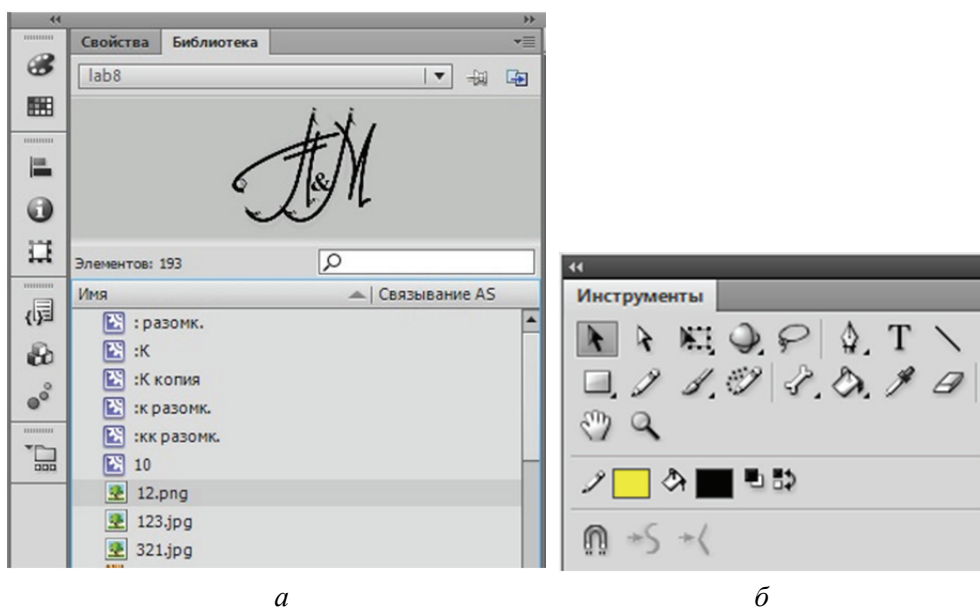 Свойства Библиотека
lab8
А&М
Элементов: 193
Имя Связывание AS
: разомк.
:К
:К копия
:к разомк.
:кк разомк.
10
12.png
123.jpg
321.jpg
а
Инструменты
T
б